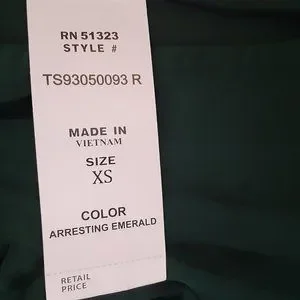 RN 51323
STYLE #
TS93050093 R
MADE IN
VIETNAM
SIZE
XS
COLOR
ARRESTING EMERALD
RETAIL
PRICE